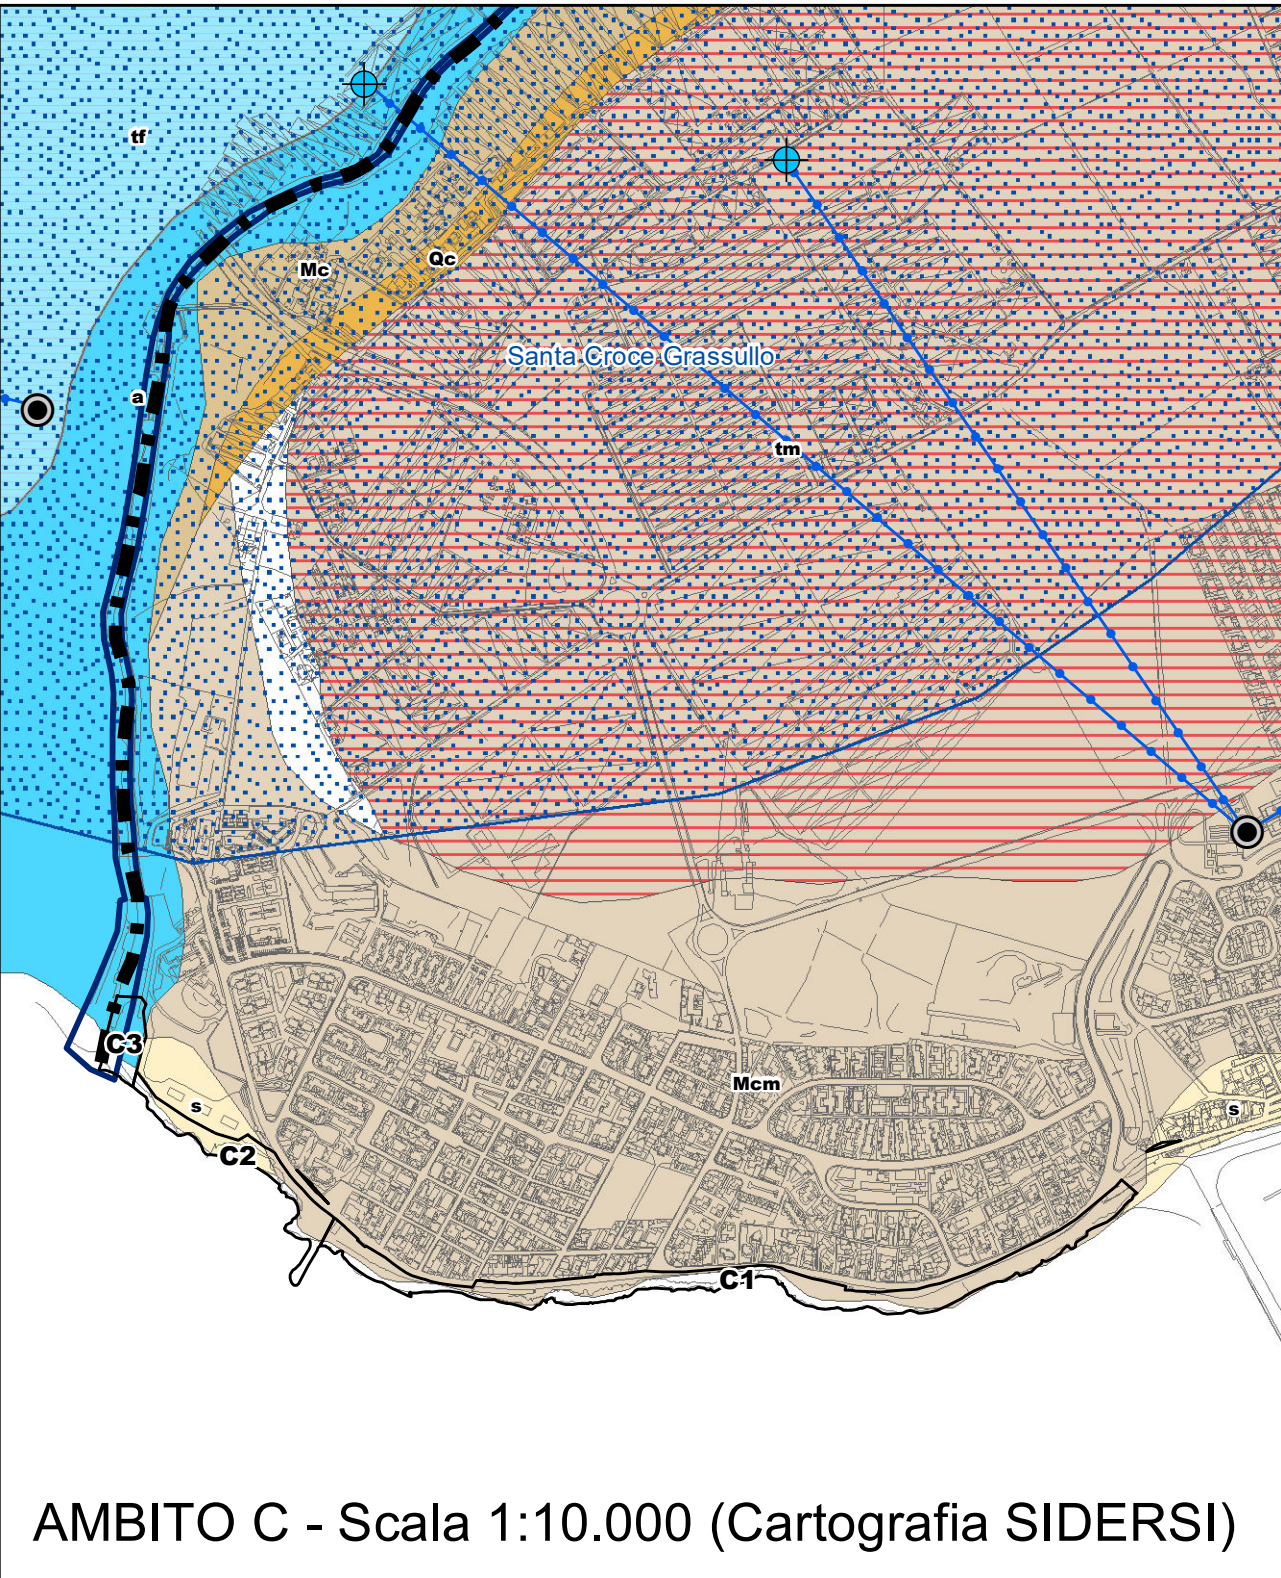 tf
Mc
Qc
Santa Croce Grassullo
a
tm
C3
Mcm
s
s
C2
C1
AMBITO C - Scala 1:10.000 (Cartografia SIDERSI)